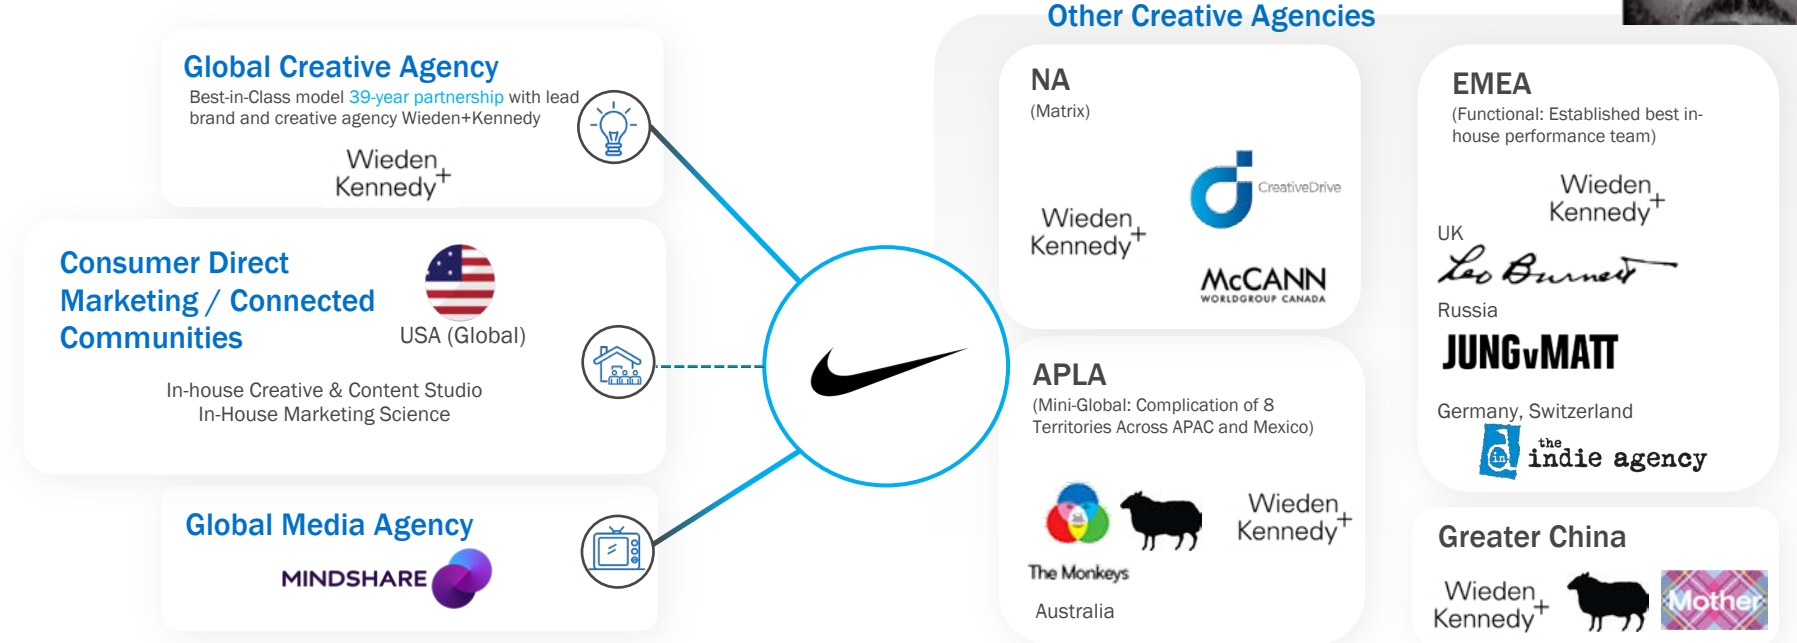 Global Creative Agency
Best-in-Class model 39-year partnership with lead
brand and creative agency Wieden+Kennedy
Wieden
Kennedy+
Consumer Direct
Marketing / Connected
Communities
USA (Global)
In-house Creative & Content Studio
In-House Marketing Science
Global Media Agency
MINDSHARE
Other Creative Agencies
NA
(Matrix)
Wieden
Kennedy+
CreativeDrive
McCANN
WORLDGROUP CANADA
APLA
(Mini-Global: Complication of 8
Territories Across APAC and Mexico)
The Monkeys
Wieden
Kennedy+
Australia
EMEA
(Functional: Established best in-
house performance team)
Wieden
Kennedy+
UK
Leo Burnett
Russia
JUNGvMATT
Germany, Switzerland
in
the
indie agency
Greater China
Wieden
Kennedy+
Mother